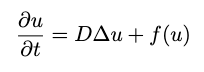 ∂u/∂t = DΔu + f(u)